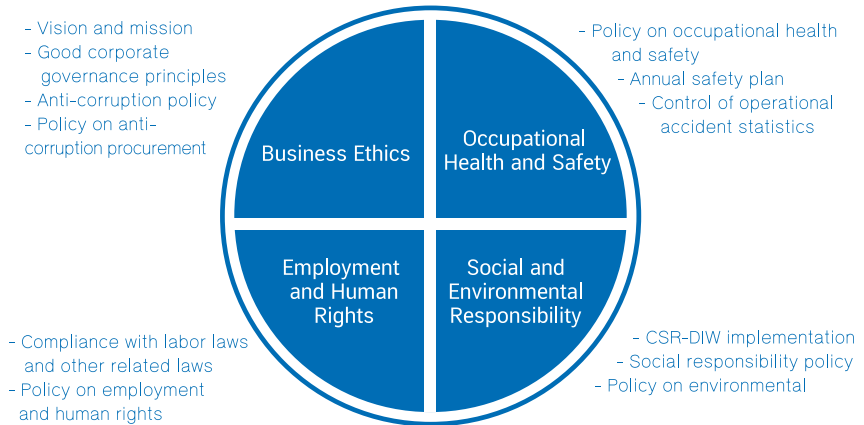 - Vision and mission
- Good corporate
governance principles
- Anti-corruption policy
- Policy on anti-
corruption procurement
Business Ethics
- Policy on occupational health
and safety
- Annual safety plan
- Control of operational
accident statistics
Occupational
Health and Safety
Employment
and Human
Rights
- Compliance with labor laws
and other related laws
- Policy on employment
and human rights
Social and
Environmental
Responsibility
- CSR-DIW implementation
- Social responsibility policy
- Policy on environmental